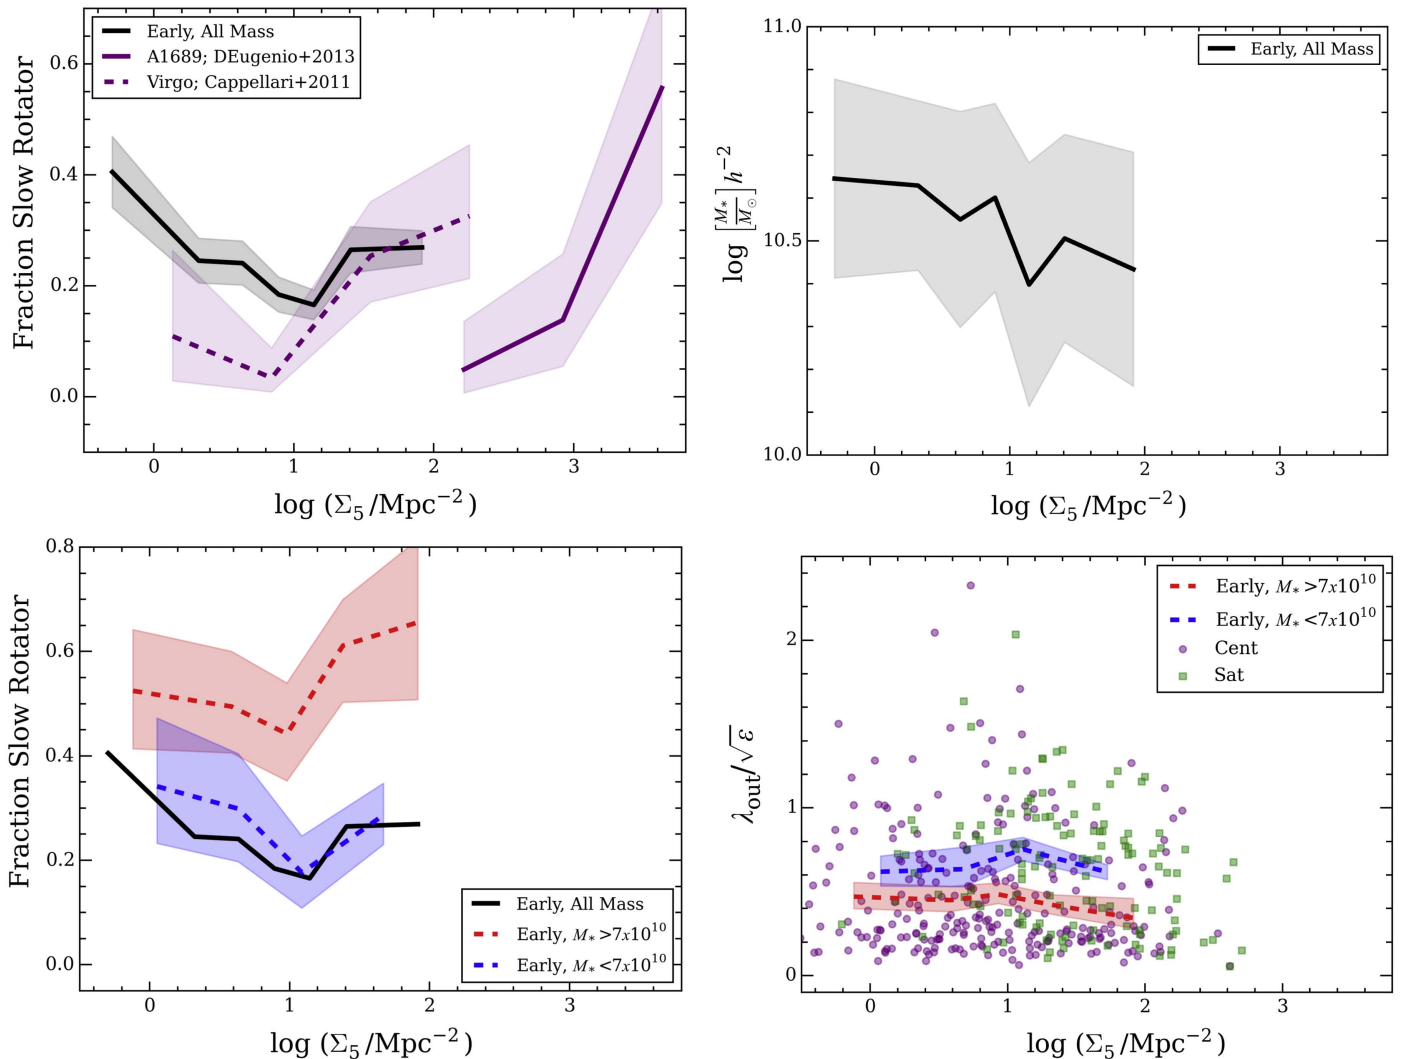 Early, All Mass
A1689; DEugenio+2013
Virgo; Cappellari+2011
Fraction Slow Rotator
0.6
0.4
0.2
0.0
0 1 2 3
log (Σ₅/Mpc⁻²)
Early, All Mass
log [M∗/M⊙] h⁻²
11.0
10.5
10.0
0 1 2 3
log (Σ₅/Mpc⁻²)
Fraction Slow Rotator
0.8
0.6
0.4
0.2
0.0
Early, All Mass
Early, M∗>7x10¹⁰
Early, M∗<7x10¹⁰
0 1 2 3
log (Σ₅/Mpc⁻²)
Early, M∗>7x10¹⁰
Early, M∗<7x10¹⁰
Cent
Sat
λout/√ε
2
1
0
0 1 2 3
log (Σ₅/Mpc⁻²)